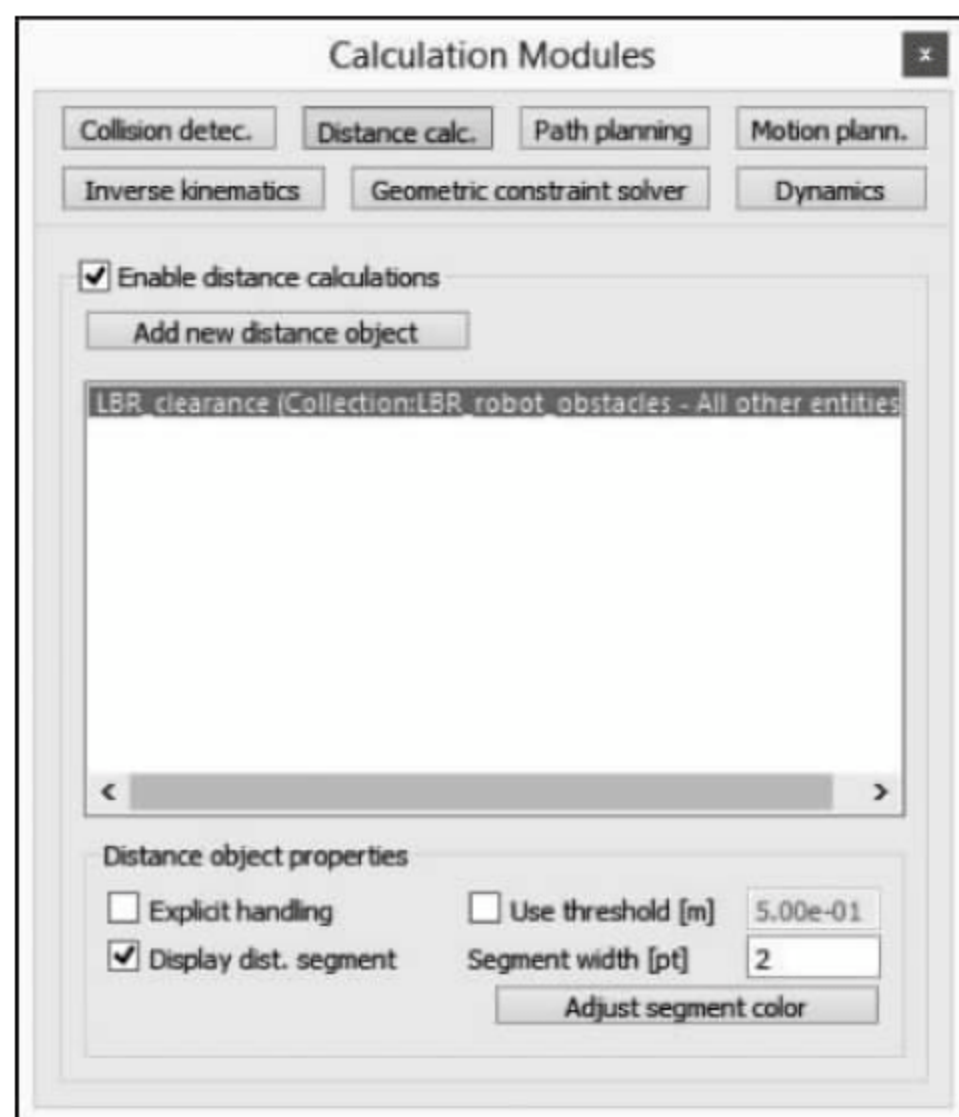 Calculation Modules
x
Collision detec. Distance calc. Path planning Motion plann.
Inverse kinematics Geometric constraint solver Dynamics
Enable distance calculations
Add new distance object
LBR_clearance (Collection:LBR_robot_obstacles - All other entities
Distance object properties
Explicit handling Use threshold [m] 5.00e-01
Display dist. segment Segment width [pt] 2
Adjust segment color